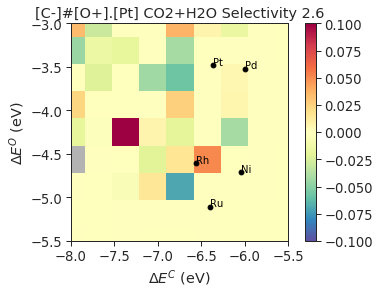 [C-]#[O+].[Pt] CO2+H2O Selectivity 2.6
−3.0
−3.5
−4.0
−4.5
−5.0
−5.5
ΔE^O (eV)
Pt
Pd
Rh
Ni
Ru
−8.0 −7.5 −7.0 −6.5 −6.0 −5.5
ΔE^C (eV)
0.100
0.075
0.050
0.025
0.000
−0.025
−0.050
−0.075
−0.100